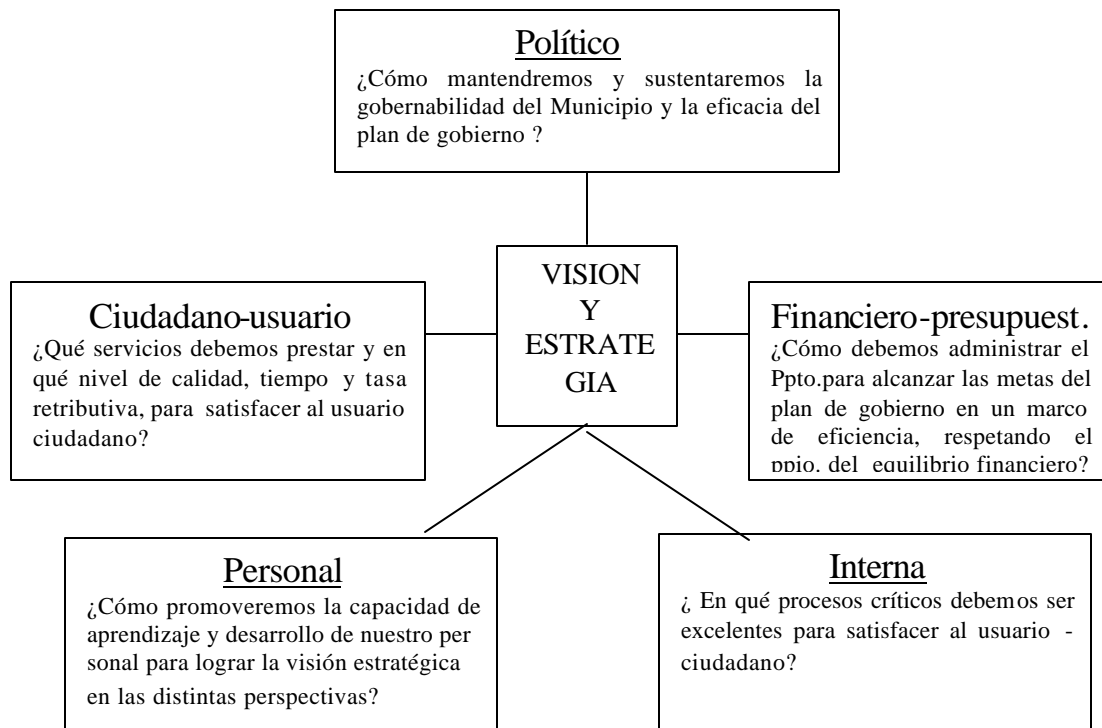 Político
¿Cómo mantendremos y sustentaremos la
gobernabilidad del Municipio y la eficacia del
plan de gobierno ?
VISION
Y
ESTRATE
GIA
Ciudadano-usuario
¿Qué servicios debemos prestar y en
qué nivel de calidad, tiempo y tasa
retributiva, para satisfacer al usuario
ciudadano?
Financiero-presupuest.
¿Cómo debemos administrar el
Ppto.para alcanzar las metas del
plan de gobierno en un marco
de eficiencia, respetando el
ppio. del equilibrio financiero?
Personal
¿Cómo promoveremos la capacidad de
aprendizaje y desarrollo de nuestro per
sonal para lograr la visión estratégica
en las distintas perspectivas?
Interna
¿ En qué procesos críticos debemos ser
excelentes para satisfacer al usuario -
ciudadano?